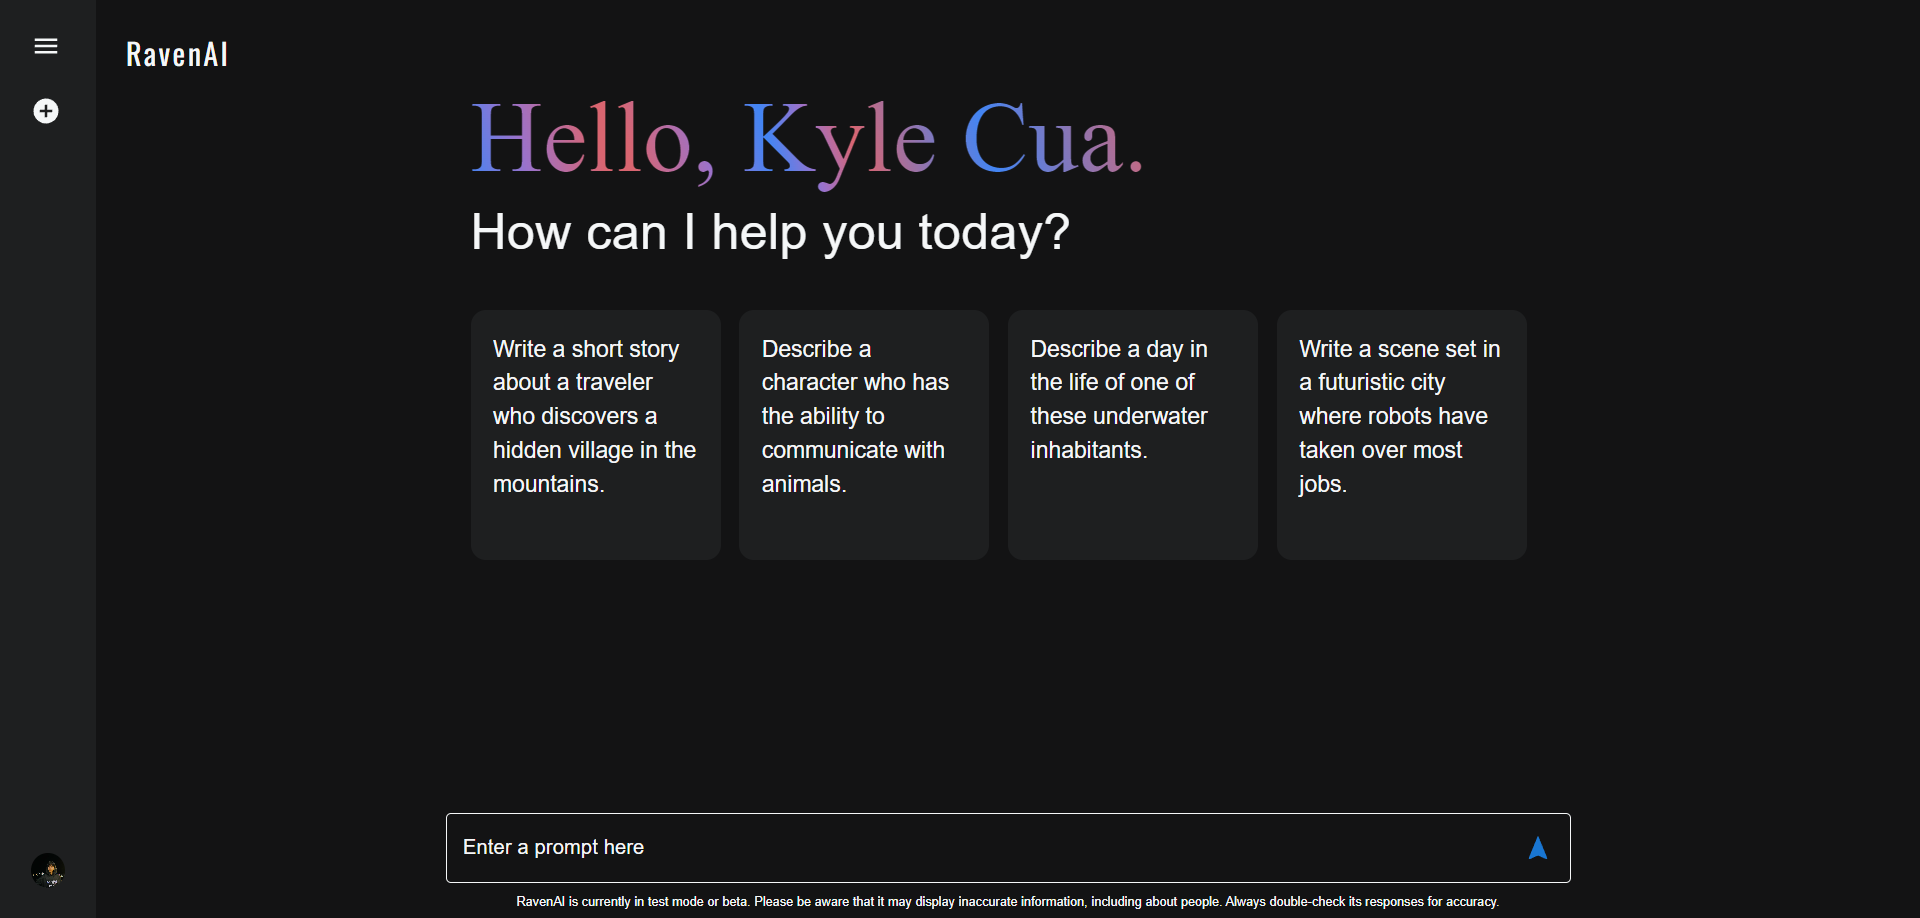 RavenAI
Hello, Kyle Cua.
How can I help you today?
Write a short story
about a traveler
who discovers a
hidden village in the
mountains.
Describe a
character who has
the ability to
communicate with
animals.
Describe a day in
the life of one of
these underwater
inhabitants.
Write a scene set in
a futuristic city
where robots have
taken over most
jobs.
Enter a prompt here
RavenAI is currently in test mode or beta. Please be aware that it may display inaccurate information, including about people. Always double-check its responses for accuracy.